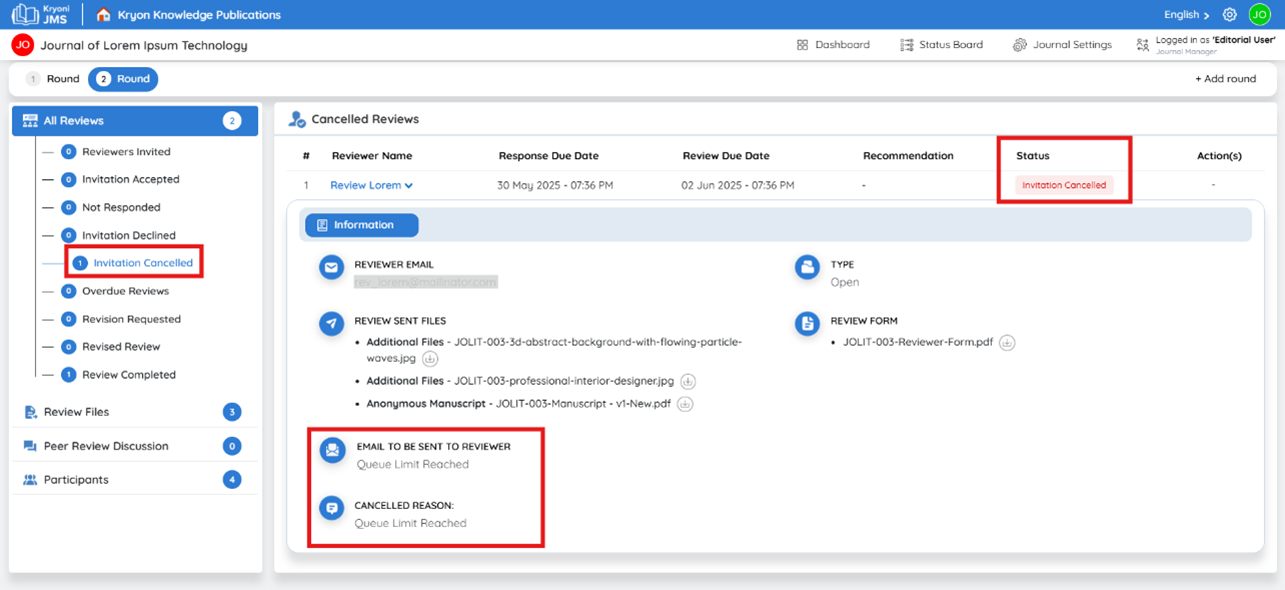 Kryoni
JMS
Kryon Knowledge Publications
English
JO
JO
Journal of Lorem Ipsum Technology
Dashboard
Status Board
Journal Settings
Logged in as 'Editorial User'
Journal Manager
1 Round
2 Round
+ Add round
All Reviews 2
0 Reviewers Invited
0 Invitation Accepted
0 Not Responded
0 Invitation Declined
1 Invitation Cancelled
0 Overdue Reviews
0 Revision Requested
0 Revised Review
1 Review Completed
Review Files 3
Peer Review Discussion 0
Participants 4
Cancelled Reviews
# Reviewer Name Response Due Date Review Due Date Recommendation Status Action(s)
1 Review Lorem 30 May 2025 - 07:36 PM 02 Jun 2025 - 07:36 PM - Invitation Cancelled -
Information
REVIEWER EMAIL
rev_lorem@mailinator.com
TYPE
Open
REVIEW SENT FILES
• Additional Files - JOLIT-003-3d-abstract-background-with-flowing-particle-
waves.jpg
• Additional Files - JOLIT-003-professional-interior-designer.jpg
• Anonymous Manuscript - JOLIT-003-Manuscript - v1-New.pdf
REVIEW FORM
• JOLIT-003-Reviewer-Form.pdf
EMAIL TO BE SENT TO REVIEWER
Queue Limit Reached
CANCELLED REASON:
Queue Limit Reached